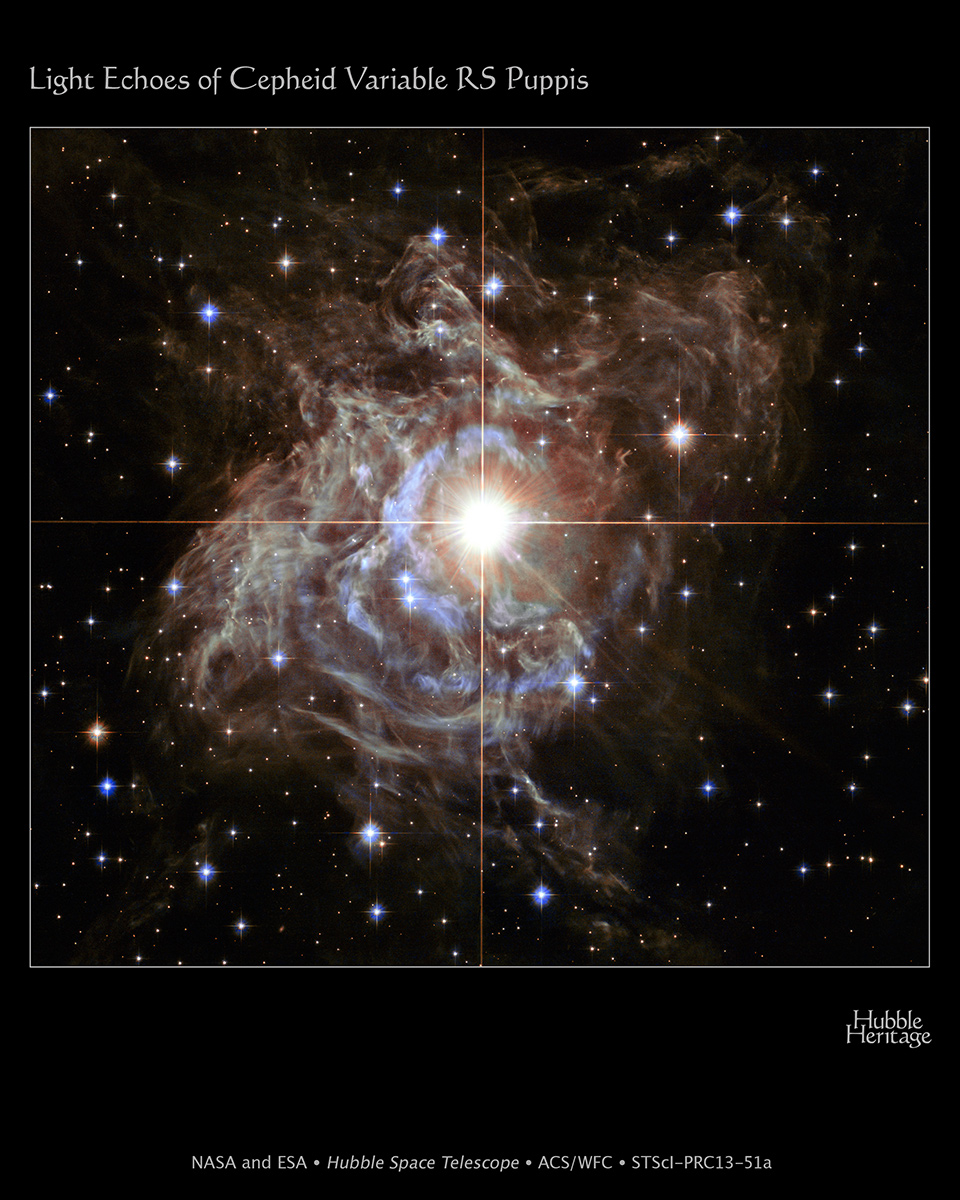 Light Echoes of Cepheid Variable RS Puppis
Hubble
Heritage
NASA and ESA • Hubble Space Telescope • ACS/WFC • STScI-PRC13-51a